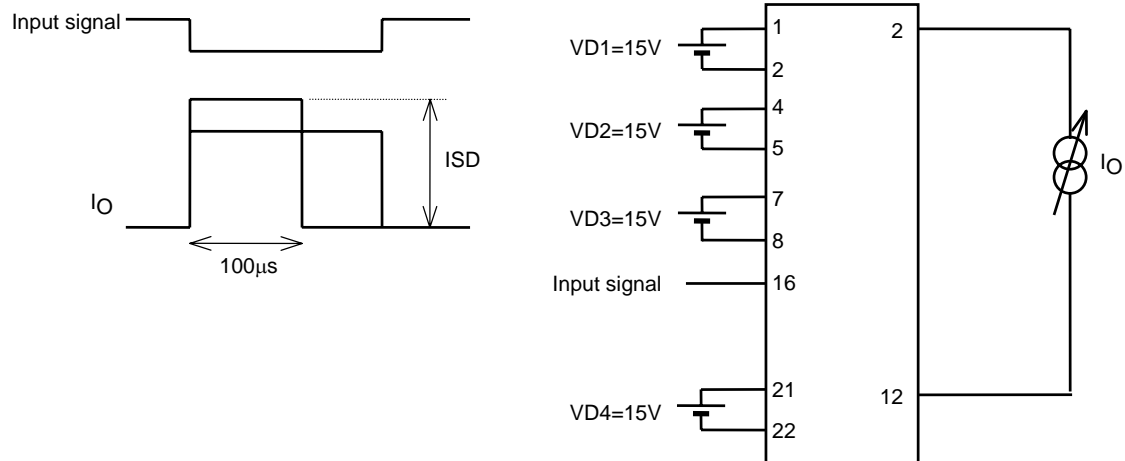 Input signal
ISD
IO
100µs
VD1=15V
1
2
VD2=15V
4
5
VD3=15V
7
8
Input signal
16
VD4=15V
21
22
2
12
IO